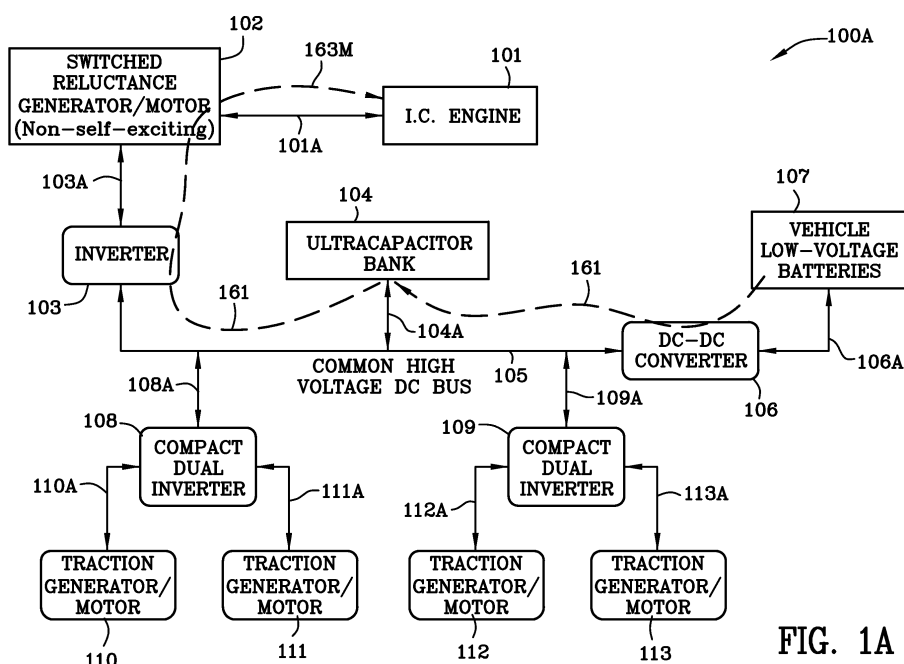 102
SWITCHED
RELUCTANCE
GENERATOR/MOTOR
(Non-self-exciting)
163M
101
I.C. ENGINE
101A
100A
103A
INVERTER
103
104
ULTRACAPACITOR
BANK
107
VEHICLE
LOW-VOLTAGE
BATTERIES
161
161
104A
DC-DC
CONVERTER
106
106A
COMMON HIGH
VOLTAGE DC BUS
105
108A
109A
108
COMPACT
DUAL
INVERTER
109
COMPACT
DUAL
INVERTER
110A
111A
112A
113A
TRACTION
GENERATOR/
MOTOR
110
TRACTION
GENERATOR/
MOTOR
111
TRACTION
GENERATOR/
MOTOR
112
TRACTION
GENERATOR/
MOTOR
113
FIG. 1A